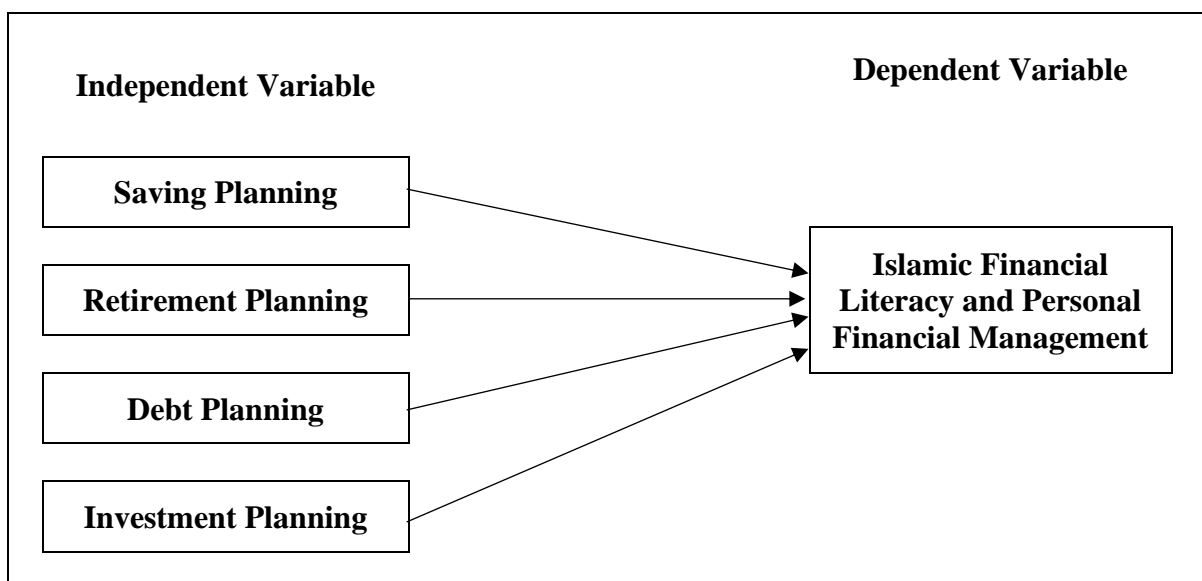 Independent Variable
Dependent Variable
Saving Planning
Retirement Planning
Debt Planning
Investment Planning
Islamic Financial
Literacy and Personal
Financial Management